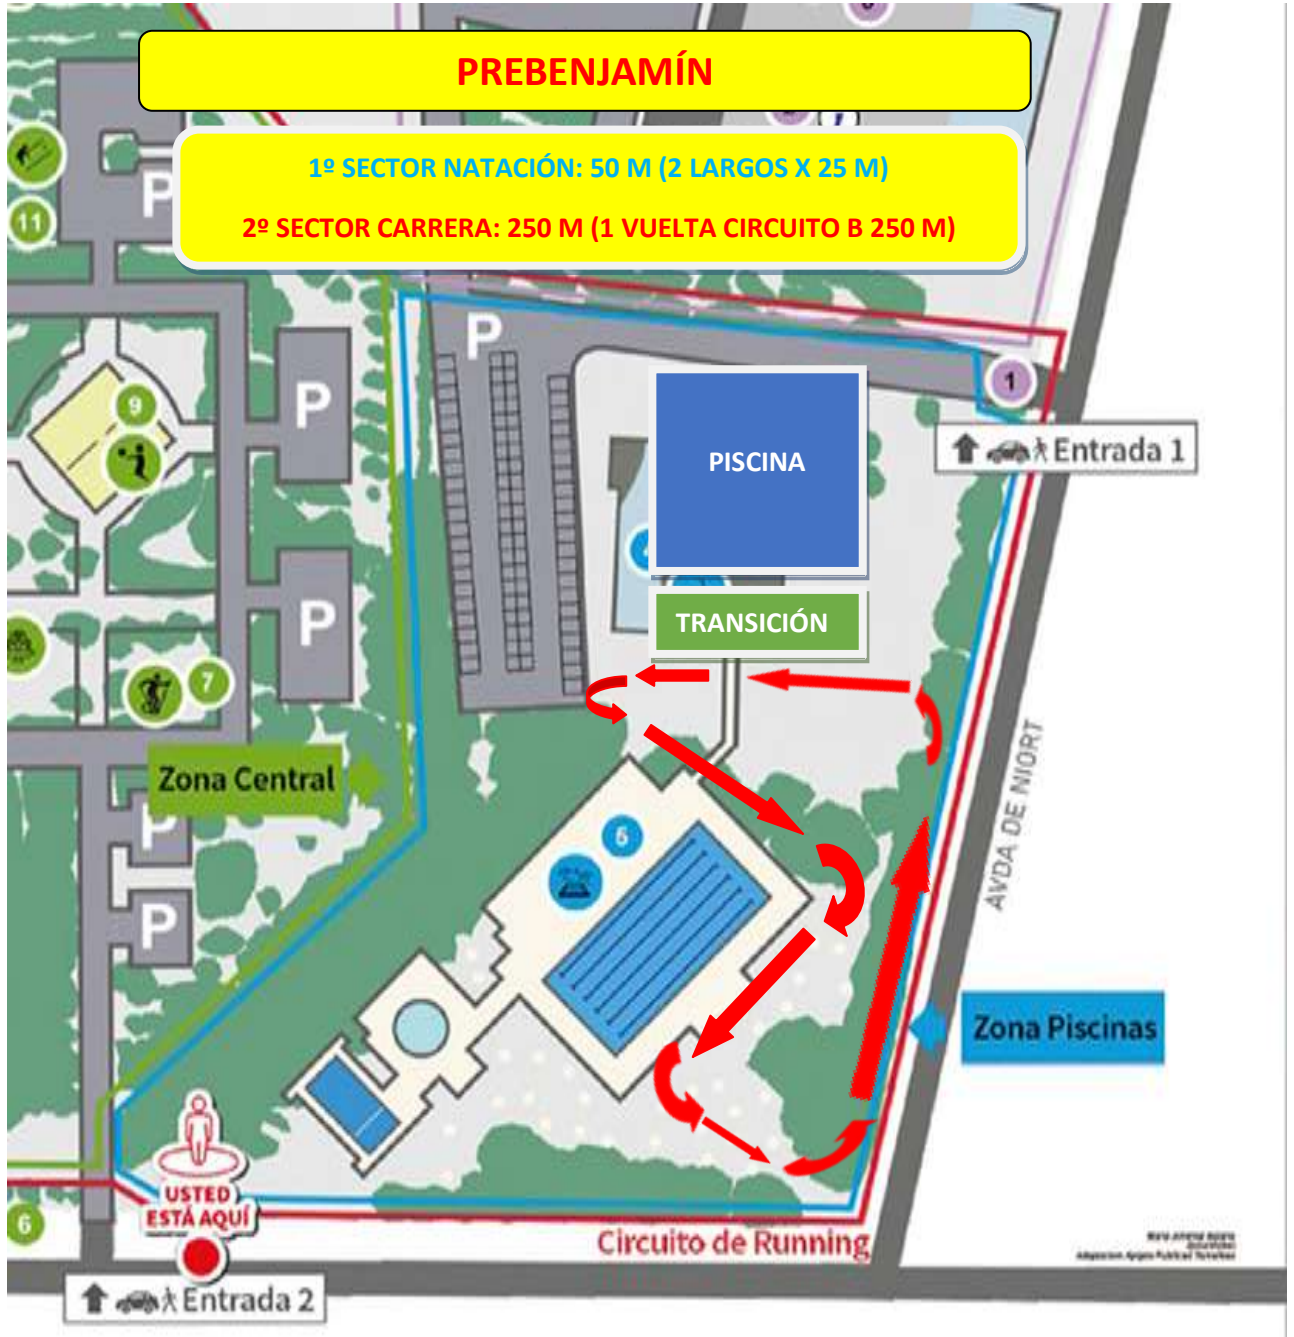 PREBENJAMÍN
1º SECTOR NATACIÓN: 50 M (2 LARGOS X 25 M)
2º SECTOR CARRERA: 250 M (1 VUELTA CIRCUITO B 250 M)
P
11
P
1
9
P
PISCINA
Entrada 1
P
TRANSICIÓN
7
AVDA DE NIORT
Zona Central
P
5
P
Zona Piscinas
USTED
ESTÁ AQUÍ
6
Circuito de Running
Entrada 2